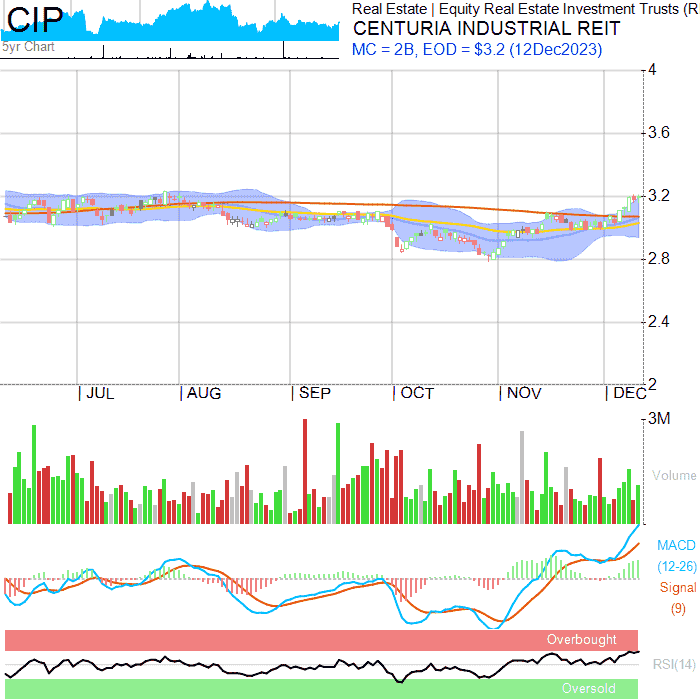 CIP
5yr Chart
Real Estate | Equity Real Estate Investment Trusts (R
CENTURIA INDUSTRIAL REIT
MC = 2B, EOD = $3.2 (12Dec2023)
4
3.6
3.2
2.8
2.4
2
JUL
AUG
SEP
OCT
NOV
DEC
3M
Volume
MACD
(12-26)
Signal
(9)
Overbought
RSI(14)
Oversold